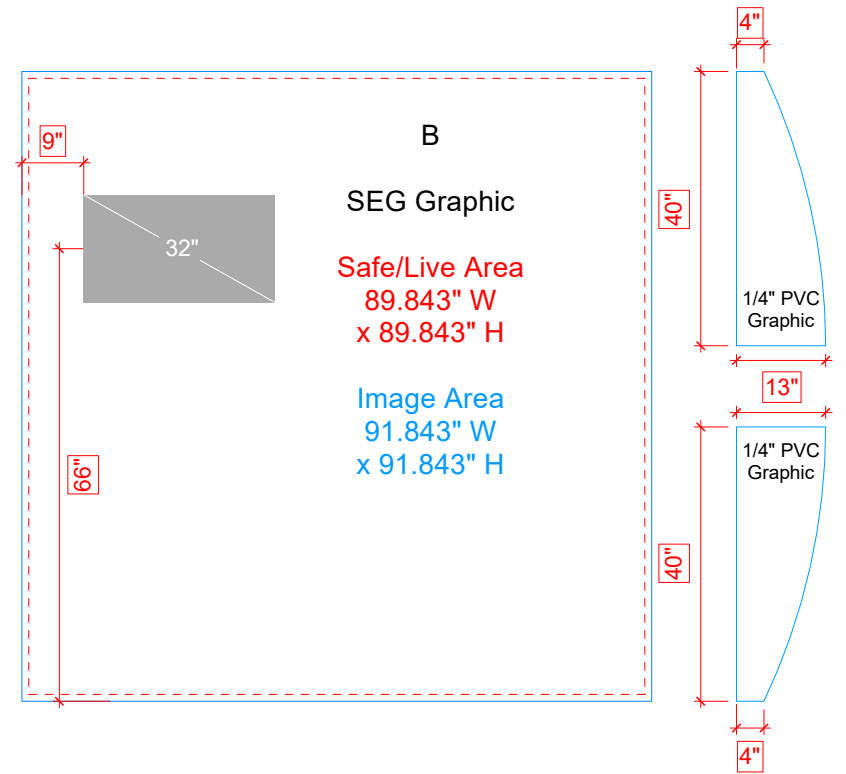 4"
9"
B
SEG Graphic
40"
32"
Safe/Live Area
89.843" W
x 89.843" H
1/4" PVC
Graphic
13"
Image Area
91.843" W
x 91.843" H
1/4" PVC
Graphic
66"
40"
4"